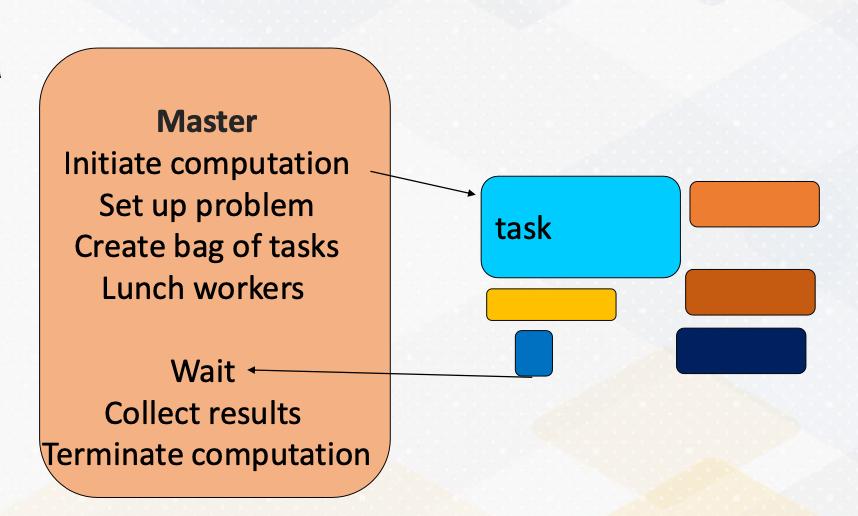 Master
Initiate computation
Set up problem
Create bag of tasks
Lunch workers
Wait
Collect results
Terminate computation
task